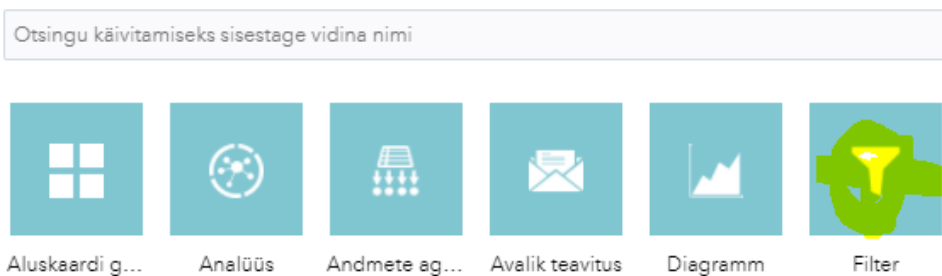 Otsingu käivitamiseks sisestage vidina nimi
Aluskaardi g... Analüüs Andmete ag... Avalik teavitus Diagramm Filter